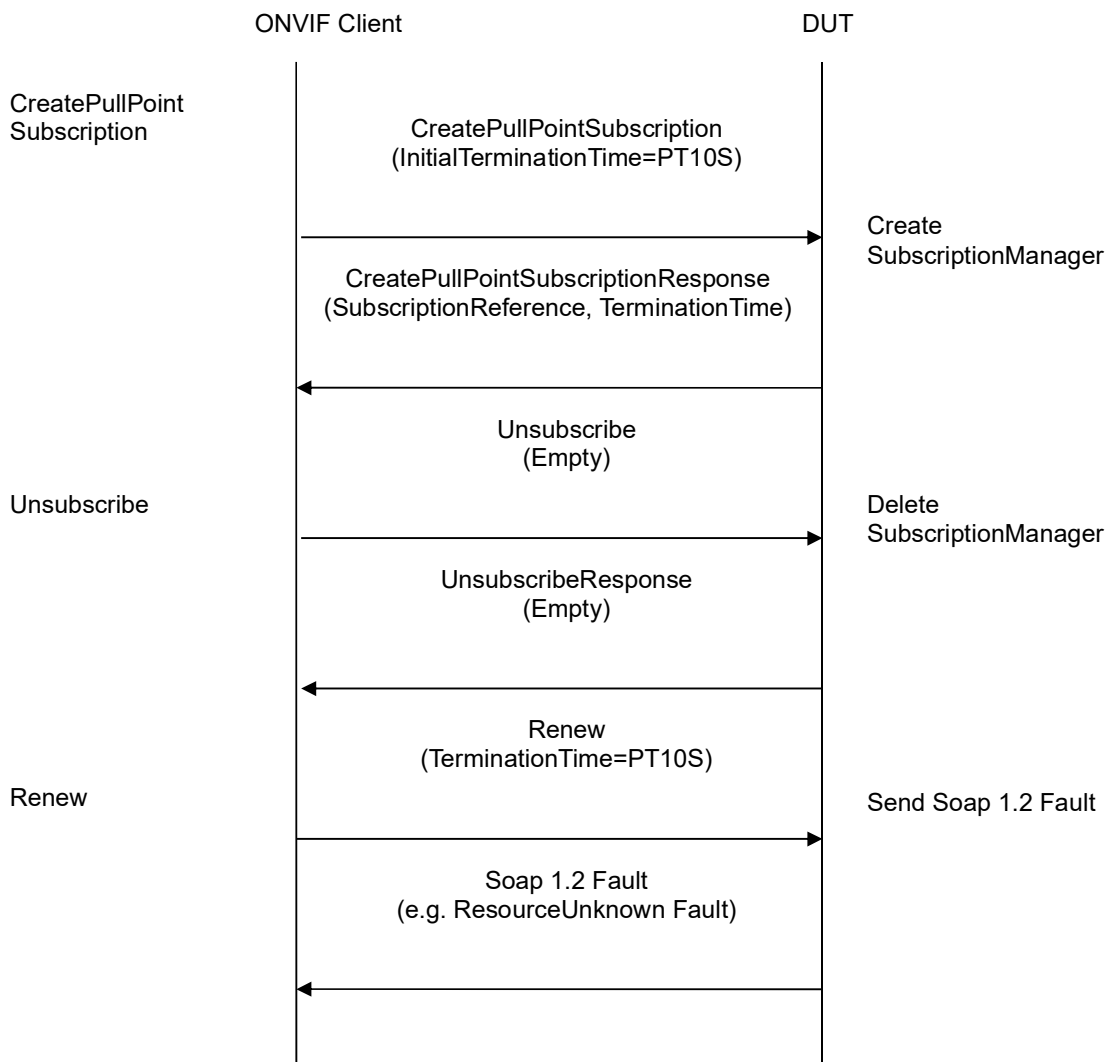 ONVIF Client
DUT
CreatePullPoint
Subscription
CreatePullPointSubscription
(InitialTerminationTime=PT10S)
Create
SubscriptionManager
CreatePullPointSubscriptionResponse
(SubscriptionReference, TerminationTime)
Unsubscribe
(Empty)
Unsubscribe
Delete
SubscriptionManager
UnsubscribeResponse
(Empty)
Renew
(TerminationTime=PT10S)
Renew
Send Soap 1.2 Fault
Soap 1.2 Fault
(e.g. ResourceUnknown Fault)